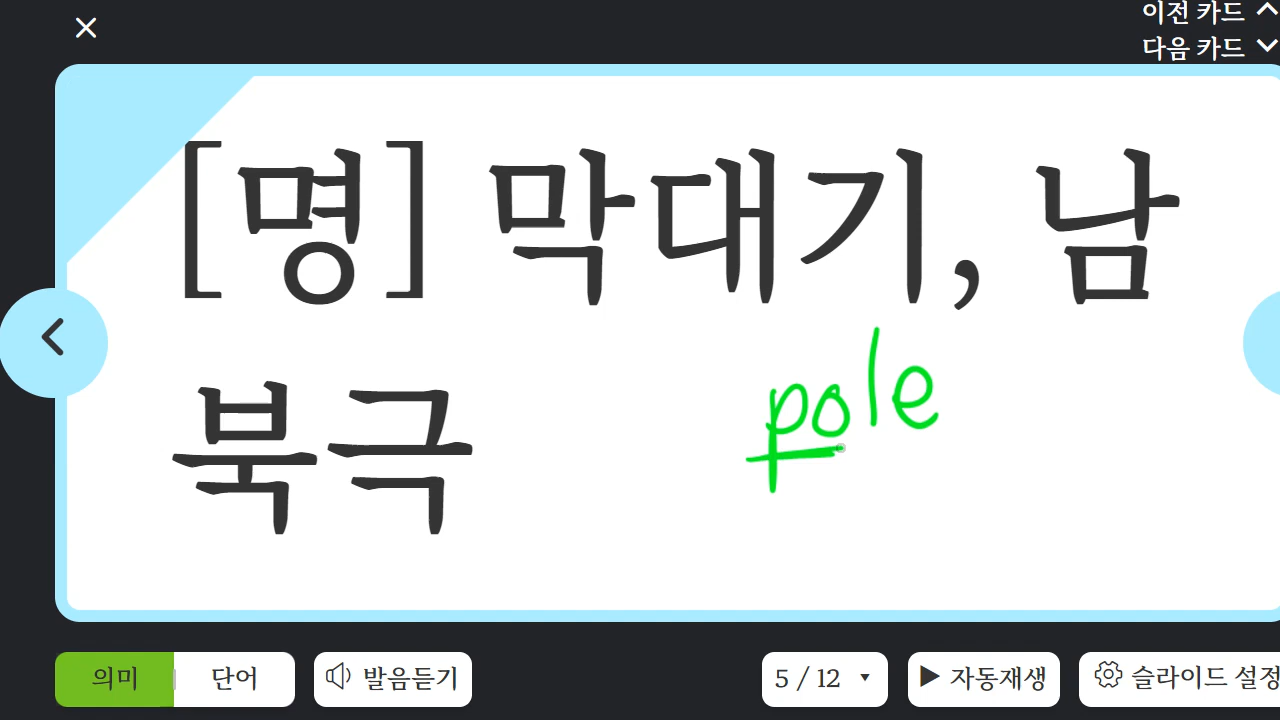 이전 카드
다음 카드
[명] 막대기, 남
북극
pole
의미 단어 발음듣기 5 / 12 자동재생 슬라이드 설정